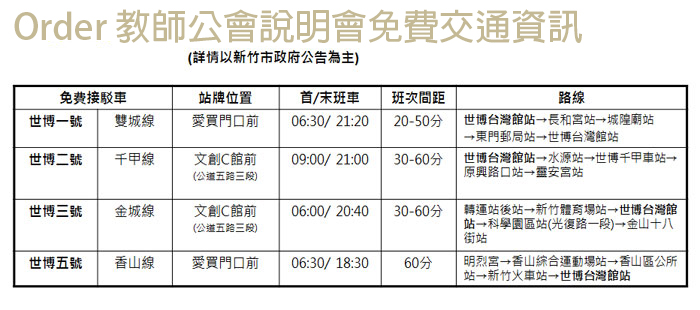 Order 教師公會說明會免費交通資訊
(詳情以新竹市政府公告為主)
免費接駁車 站牌位置 首/末班車 班次間距 路線
世博一號 雙城線 愛買門口前 06:30/ 21:20 20-50分 世博台灣館站→長和宮站→城隍廟站
→東門郵局站→世博台灣館站
世博二號 千甲線 文創C館前 09:00/ 21:00 30-60分 世博台灣館站→水源站→世博千甲車站→
(公道五路三段) 原興路口站→靈安宮站
世博三號 金城線 文創C館前 06:00/ 20:40 30-60分 轉運站後站→新竹體育場站→世博台灣館
(公道五路三段) 站→科學園區站(光復路一段)→金山十八
街站
世博五號 香山線 愛買門口前 06:30/ 18:30 60分 明烈宮→香山綜合運動場站→香山區公所
站→新竹火車站→世博台灣館站